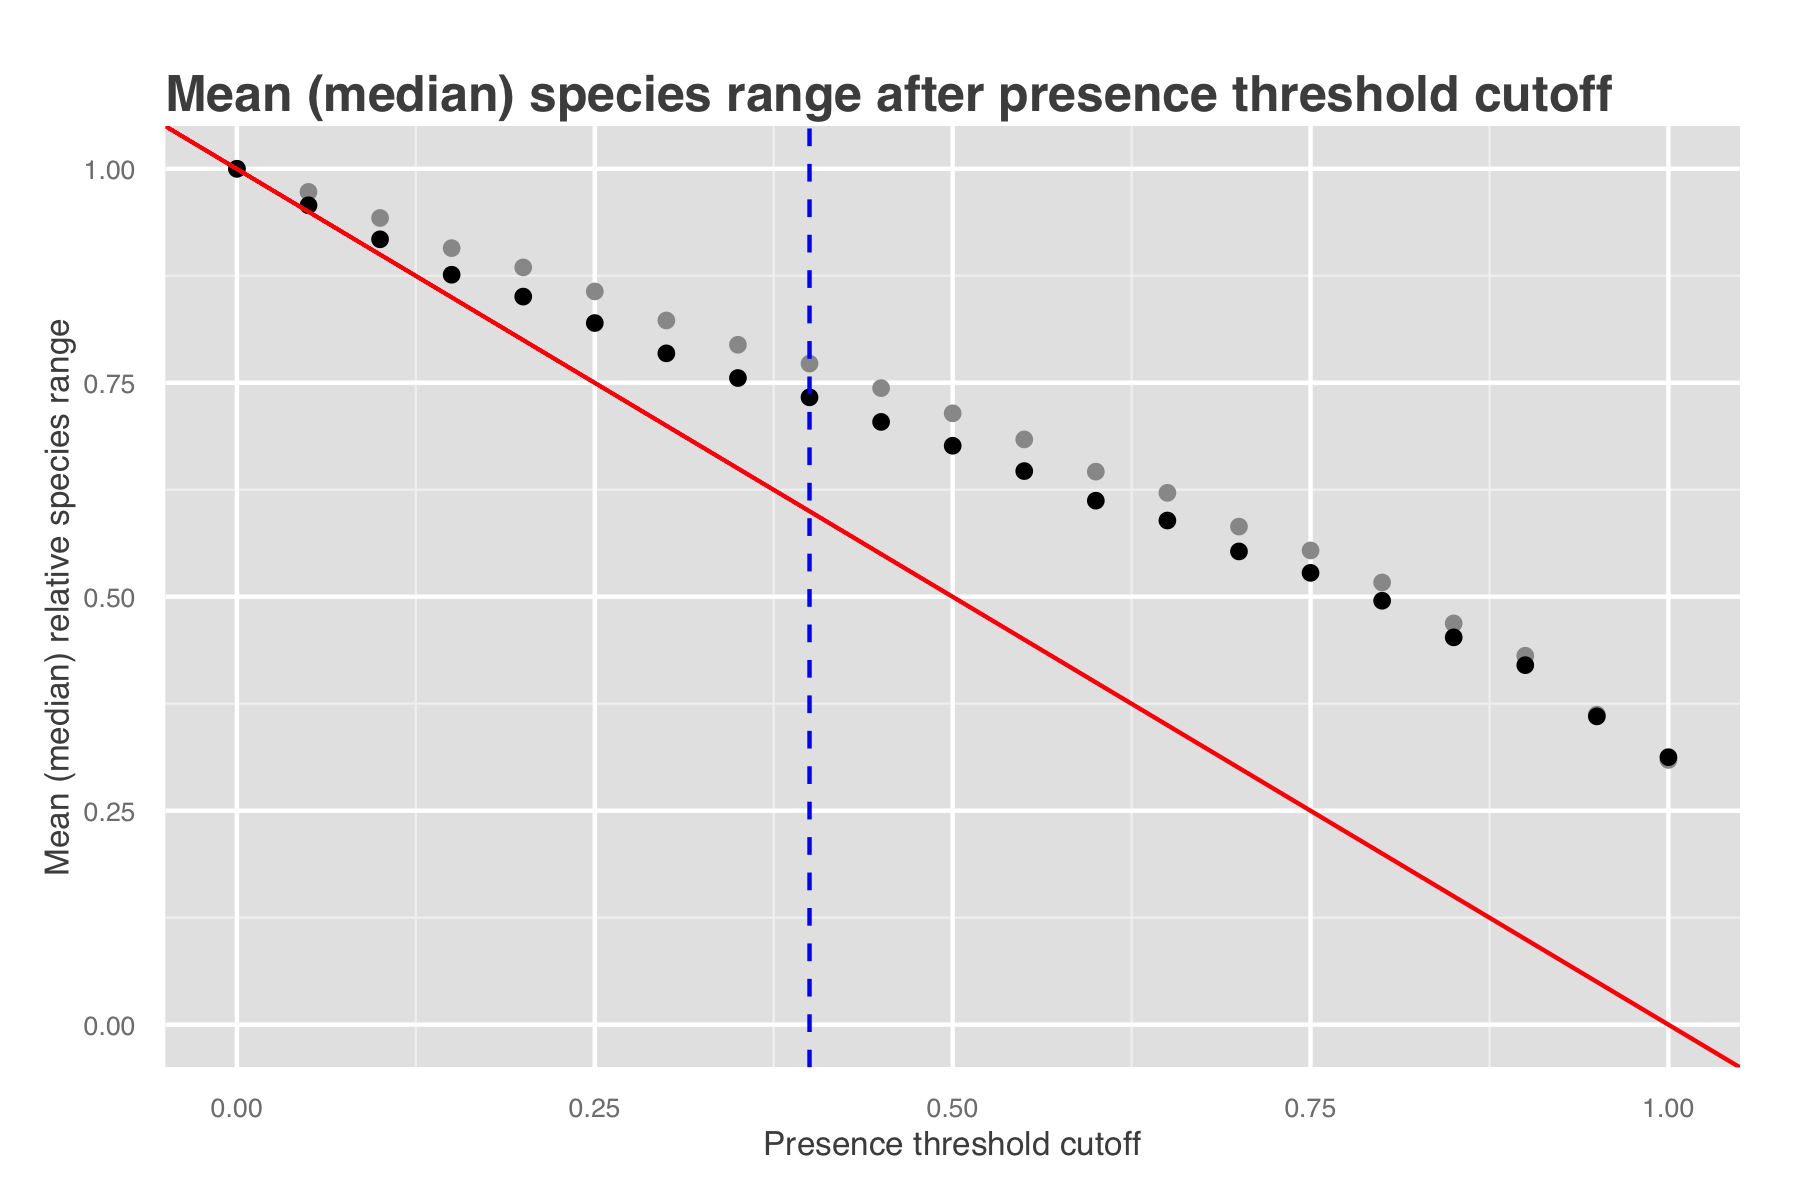 Mean (median) species range after presence threshold cutoff
Mean (median) relative species range
1.00
0.75
0.50
0.25
0.00
0.00 0.25 0.50 0.75 1.00
Presence threshold cutoff